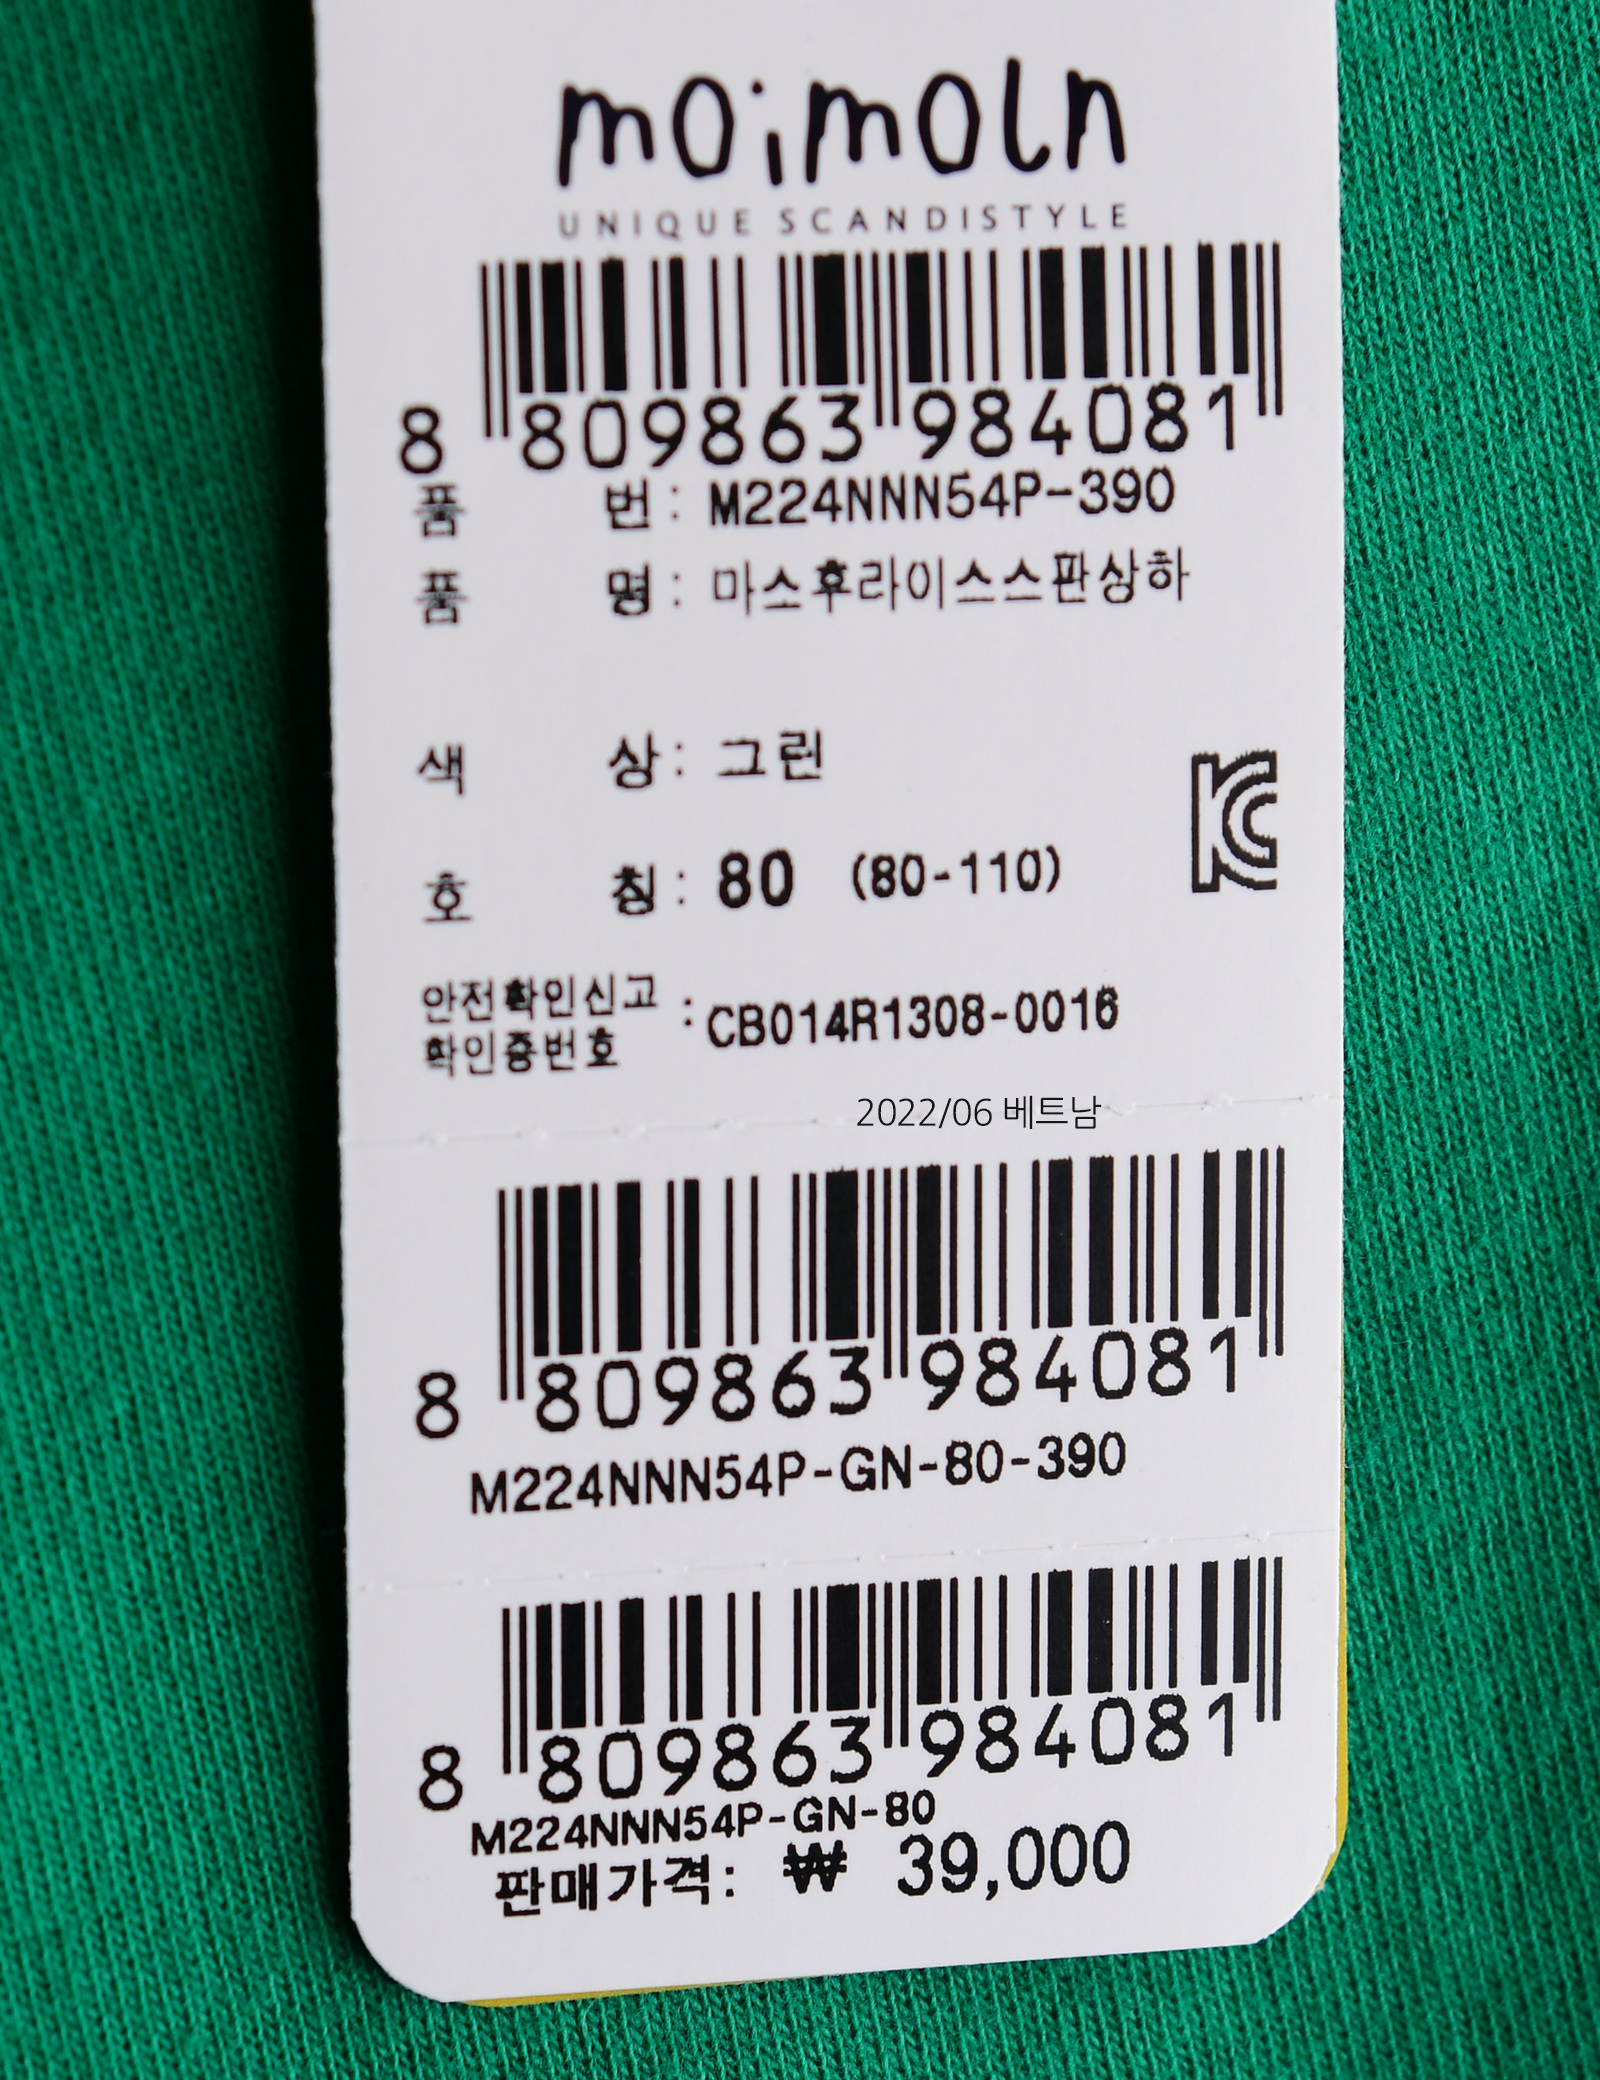 moimoln
UNIQUE SCANDISTYLE
8 809863 984081
품 번 : M224NNN54P-390
품 명 : 마소후라이스스판상하
색 상 : 그린
호 칭 : 80 (80-110)
안전확인신고
확인증번호 : CB014R1308-0016
2022/06 베트남
8 809863 984081
M224NNN54P-GN-80-390
8 809863 984081
M224NNN54P-GN-80
판매가격: ₩ 39,000